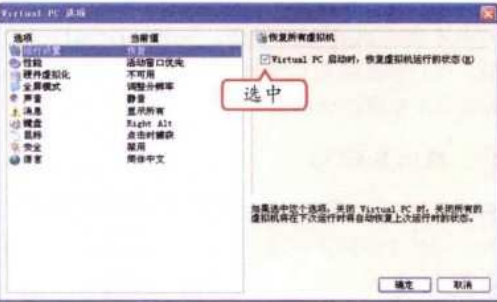 Virtual PC 选项
选项 当前值
运行设置 恢复
性能 活动窗口优先
硬件虚拟化 不可用
全屏模式 调整分辨率
声音 静音
消息 显示所有
键盘 Right Alt
鼠标 点击时捕获
安全 禁用
语言 简体中文
恢复所有虚拟机
Virtual PC 启动时，恢复虚拟机运行的状态(R)
选中
如果选中这个选项，关闭 Virtual PC 时，关闭所有的
虚拟机将在下次运行时将自动恢复上次运行时的状态。
确定 取消